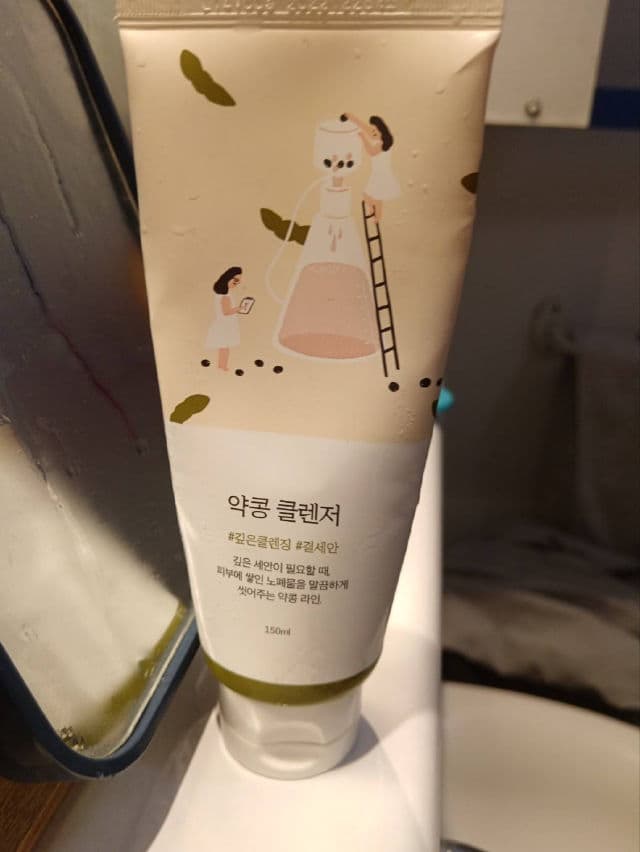 약콩 클렌저
#깊은클렌징 #결세안
깊은 세안이 필요할 때,
피부에 쌓인 노폐물을 말끔하게
씻어주는 약콩 라인.
150ml